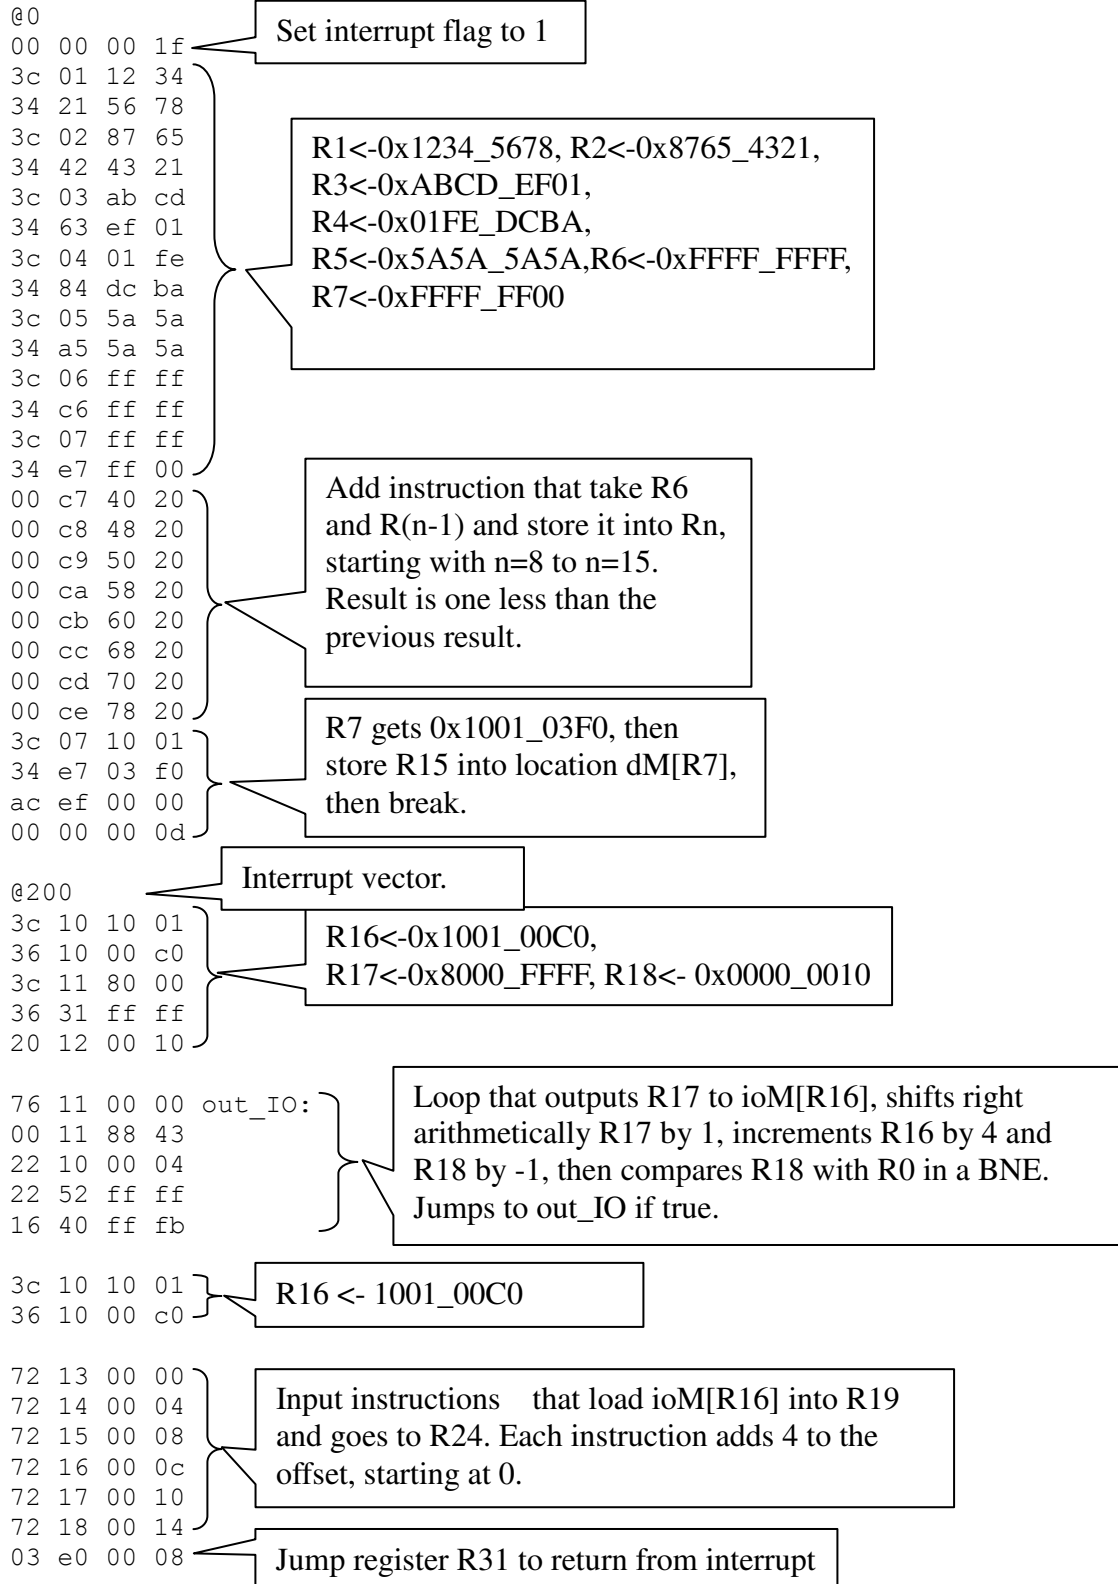 @0
00 00 00 1f
Set interrupt flag to 1
3c 01 12 34
34 21 56 78
3c 02 87 65
34 42 43 21
3c 03 ab cd
34 63 ef 01
3c 04 01 fe
34 84 dc ba
3c 05 5a 5a
34 a5 5a 5a
3c 06 ff ff
34 c6 ff ff
3c 07 ff ff
34 e7 ff 00
R1<-0x1234_5678, R2<-0x8765_4321,
R3<-0xABCD_EF01,
R4<-0x01FE_DCBA,
R5<-0x5A5A_5A5A,R6<-0xFFFF_FFFF,
R7<-0xFFFF_FF00
00 c7 40 20
00 c8 48 20
00 c9 50 20
00 ca 58 20
00 cb 60 20
00 cc 68 20
00 cd 70 20
00 ce 78 20
Add instruction that take R6
and R(n-1) and store it into Rn,
starting with n=8 to n=15.
Result is one less than the
previous result.
3c 07 10 01
34 e7 03 f0
ac ef 00 00
00 00 00 0d
R7 gets 0x1001_03F0, then
store R15 into location dM[R7],
then break.
@200
Interrupt vector.
3c 10 10 01
36 10 00 c0
3c 11 80 00
36 31 ff ff
20 12 00 10
R16<-0x1001_00C0,
R17<-0x8000_FFFF, R18<- 0x0000_0010
76 11 00 00 out_IO:
00 11 88 43
22 10 00 04
22 52 ff ff
16 40 ff fb
Loop that outputs R17 to ioM[R16], shifts right
arithmetically R17 by 1, increments R16 by 4 and
R18 by -1, then compares R18 with R0 in a BNE.
Jumps to out_IO if true.
3c 10 10 01
36 10 00 c0
R16 <- 1001_00C0
72 13 00 00
72 14 00 04
72 15 00 08
72 16 00 0c
72 17 00 10
72 18 00 14
Input instructions that load ioM[R16] into R19
and goes to R24. Each instruction adds 4 to the
offset, starting at 0.
03 e0 00 08
Jump register R31 to return from interrupt